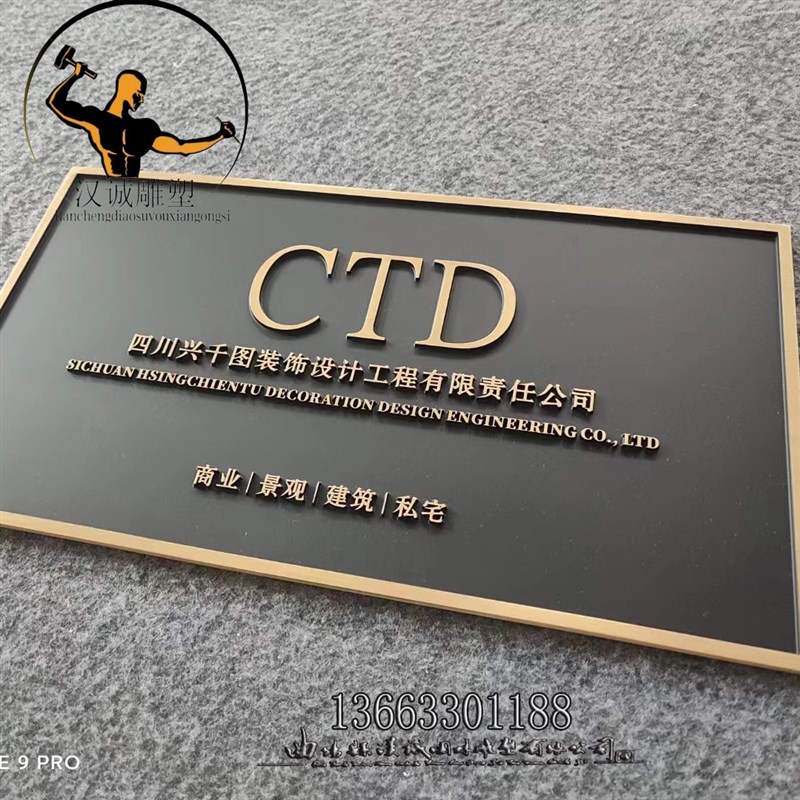 汉诚雕塑
CTD
四川兴千图装饰设计工程有限责任公司
SICHUAN HSINGCHIENTU DECORATION DESIGN ENGINEERING CO., LTD
商业|景观|建筑|私宅
13663301188
E 9 PRO